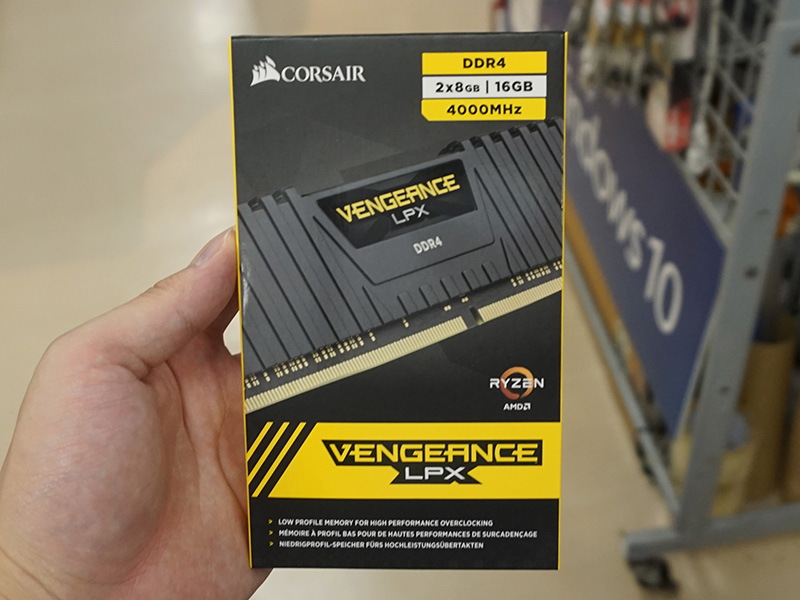 CORSAIR
DDR4
2x8GB | 16GB
4000MHz
VENGEANCE
LPX
DDR4
RYZEN
AMD
VENGEANCE
LPX
> LOW PROFILE MEMORY FOR HIGH PERFORMANCE OVERCLOCKING
> MÉMOIRE À PROFIL BAS POUR DE HAUTES PERFORMANCES DE SURCADENÇAGE
> NIEDRIGPROFIL-SPEICHER FÜRS HOCHLEISTUNGSÜBERTAKTEN
ndows 10